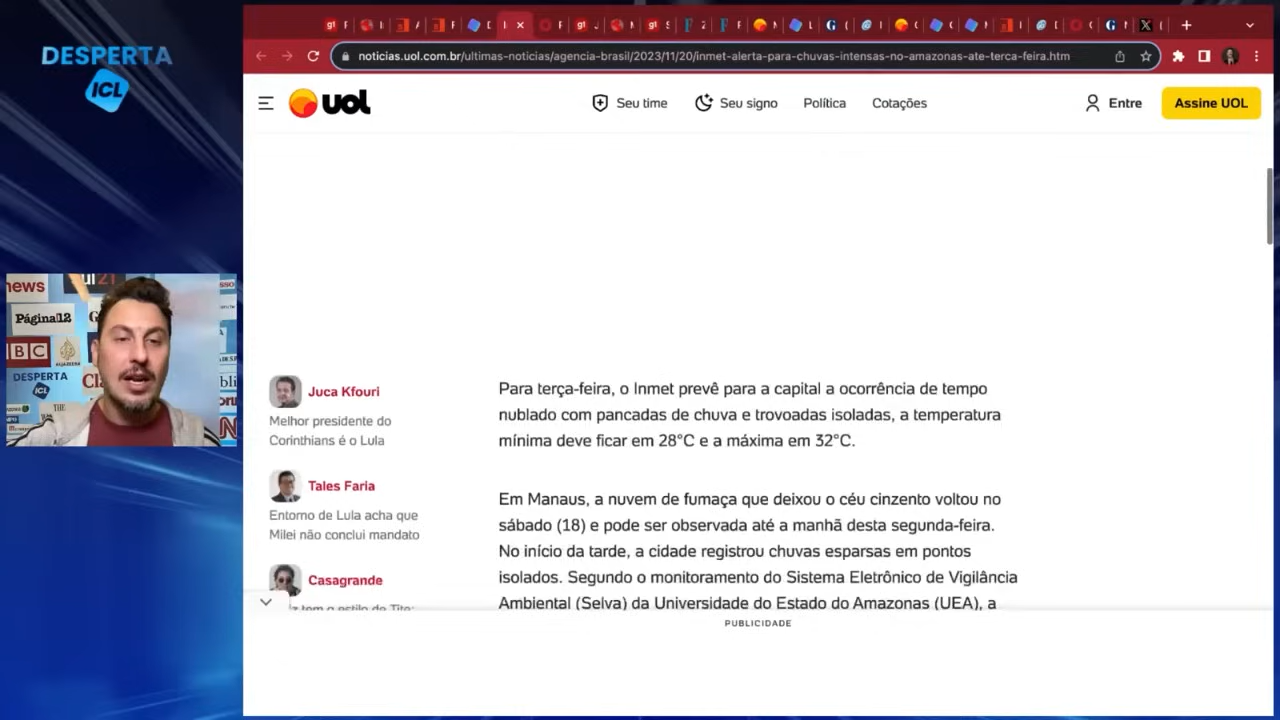 DESPERTA
ICL
noticias.uol.com.br/ultimas-noticias/agencia-brasil/2023/11/20/inmet-alerta-para-chuvas-intensas-no-amazonas-ate-terca-feira.htm
uol
Seu time
Seu signo
Política
Cotações
Entre
Assine UOL
news
Página12
BBC
DESPERTA
ICL
Juca Kfouri
Melhor presidente do
Corinthians é o Lula
Tales Faria
Entorno de Lula acha que
Milei não conclui mandato
Casagrande
Para terça-feira, o Inmet prevê para a capital a ocorrência de tempo
nublado com pancadas de chuva e trovoadas isoladas, a temperatura
mínima deve ficar em 28°C e a máxima em 32°C.
Em Manaus, a nuvem de fumaça que deixou o céu cinzento voltou no
sábado (18) e pode ser observada até a manhã desta segunda-feira.
No início da tarde, a cidade registrou chuvas esparsas em pontos
isolados. Segundo o monitoramento do Sistema Eletrônico de Vigilância
Ambiental (Selva) da Universidade do Estado do Amazonas (UEA), a
PUBLICIDADE